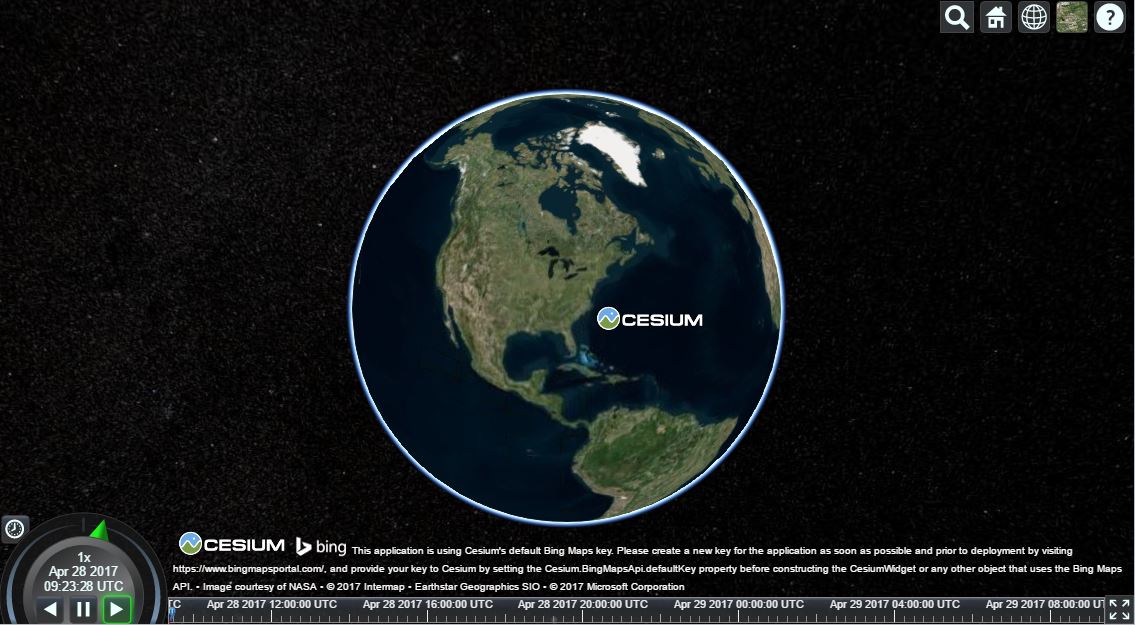 ?
CESIUM
CESIUM bing This application is using Cesium's default Bing Maps key. Please create a new key for the application as soon as possible and prior to deployment by visiting
https://www.bingmapsportal.com/, and provide your key to Cesium by setting the Cesium.BingMapsApi.defaultKey property before constructing the CesiumWidget or any other object that uses the Bing Maps
API. - Image courtesy of NASA - © 2017 Intermap - Earthstar Geographics SIO - © 2017 Microsoft Corporation
1x
Apr 28 2017
09:23:28 UTC
TC Apr 28 2017 12:00:00 UTC Apr 28 2017 16:00:00 UTC Apr 28 2017 20:00:00 UTC Apr 29 2017 00:00:00 UTC Apr 29 2017 04:00:00 UTC Apr 29 2017 08:00:00 UT